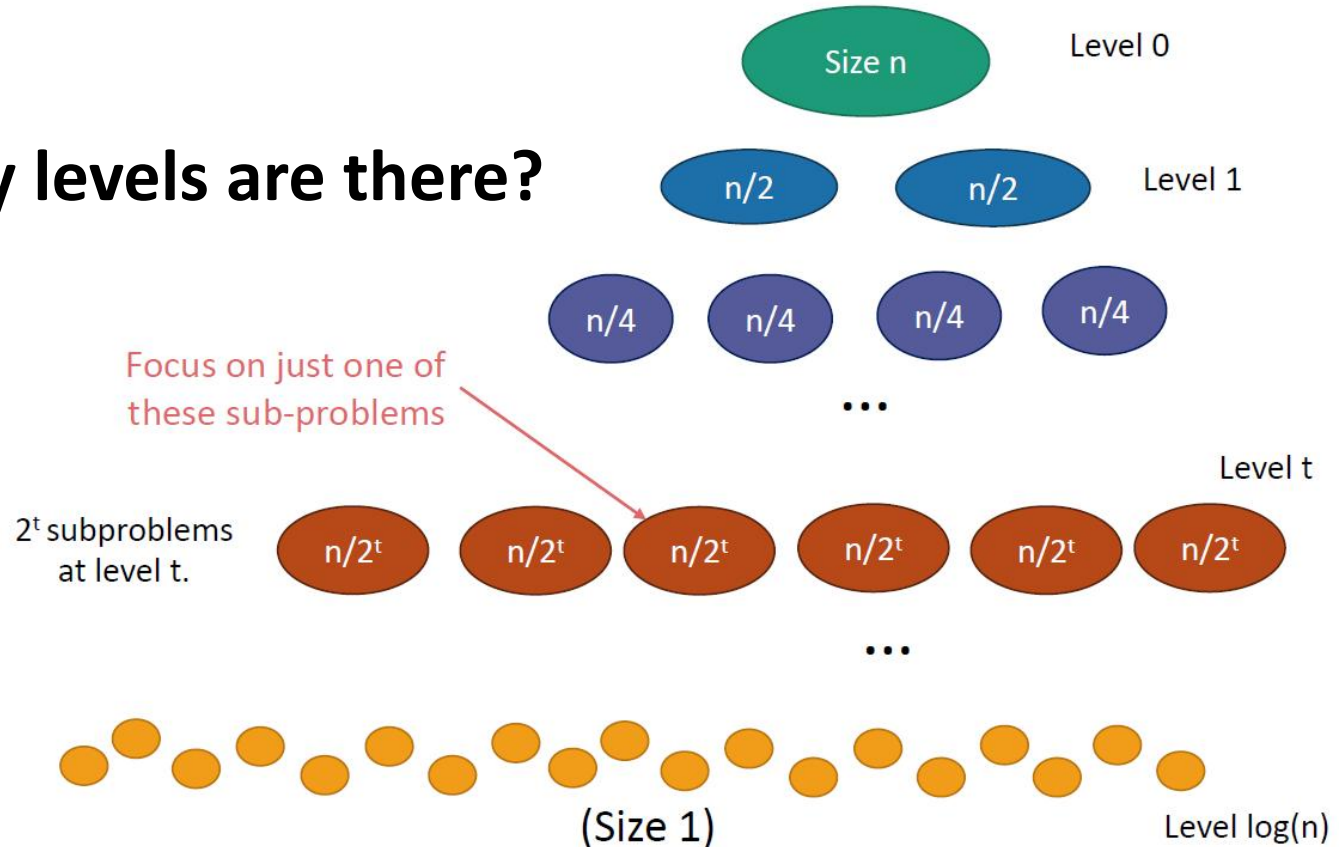 Size n
Level 0
levels are there?
n/2
n/2
Level 1
n/4
n/4
n/4
n/4
Focus on just one of
these sub-problems
...
Level t
2ᵗ subproblems
at level t.
n/2ᵗ
n/2ᵗ
n/2ᵗ
n/2ᵗ
n/2ᵗ
n/2ᵗ
...
(Size 1)
Level log(n)